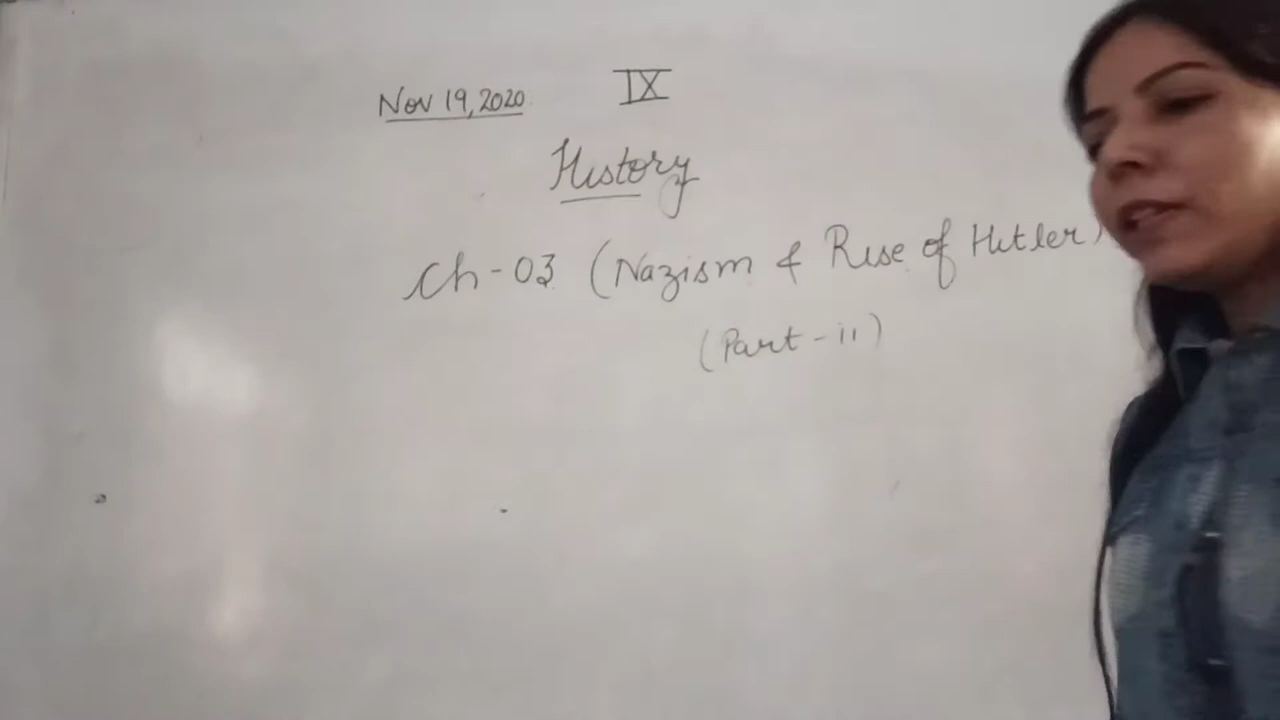 Nov 19, 2020 IX
History
Ch-03 (Nazism & Rise of Hitler)
(Part-ii)